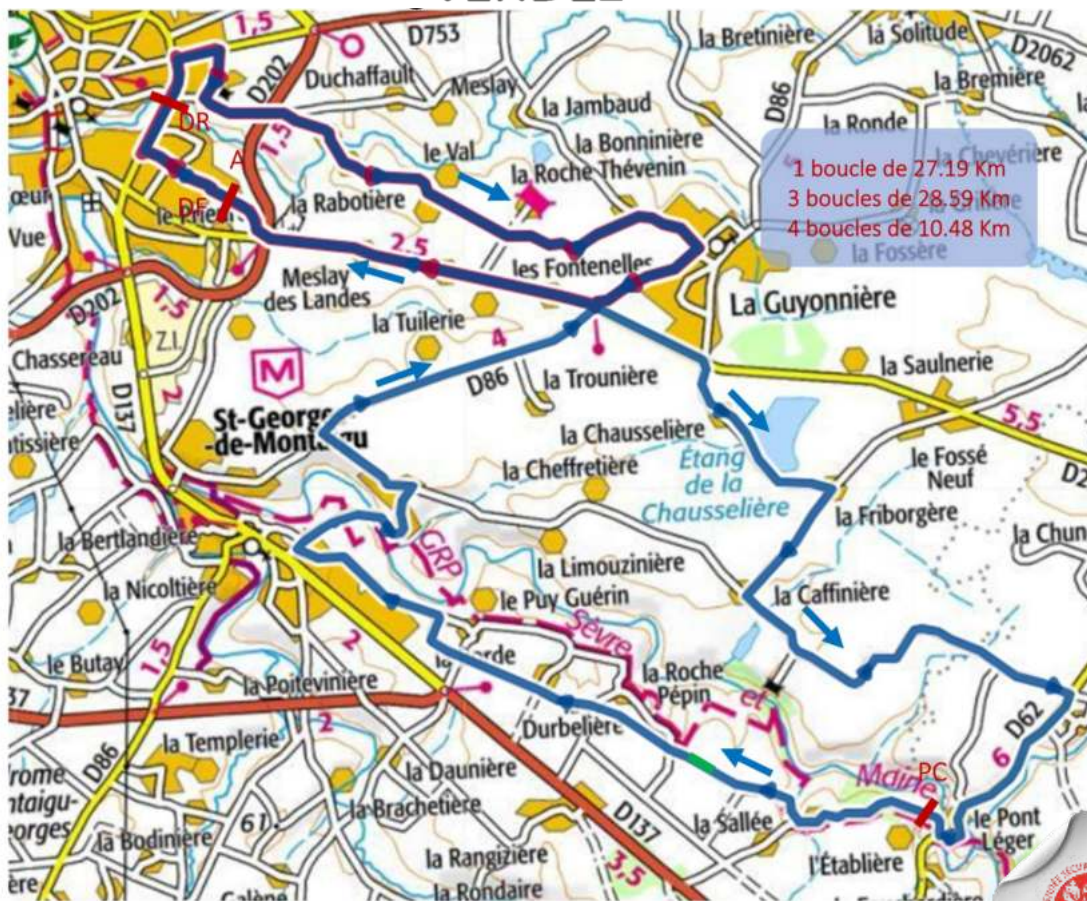 1,5
D753
la Bretinière
la Solitude
D2062
D202
Duchaffault
Meslay
D86
la Bremière
la Jambaud
la Ronde
DR
1,5
la Bonninière
la Chevérière
A
le Val
la Roche Thévenin
1 boucle de 27.19 Km
3 boucles de 28.59 Km
4 boucles de 10.48 Km
DF
la Rabotière
Vue
2,5
les Fontenelles
la Fossère
Meslay
des Landes
D202
1,5
la Tuilerie
La Guyonnière
Z.I.
Chassereau
4
D86
la Trounière
la Saulnerie
M
D137
2
5,5
la Chausselière
la Cheffretière
Étang
de la
Chausselière
le Fossé
Neuf
la Friborgère
la Bertlandière
GRP
la Limouzinière
la Nicoltière
le Puy Guérin
la Caffinière
Sèvre
2
le Butay
1,5
la Roche
Pépin
et
la Poitevinière
37
2
Durbelière
D62
D86
la Templerie
6
Maine
PC
la Daunière
la Brachetière
61
D137
la Sallée
le Pont
Léger
la Bodinière
l'Établière
la Rangizière
3,5
la Rondaire
Galène